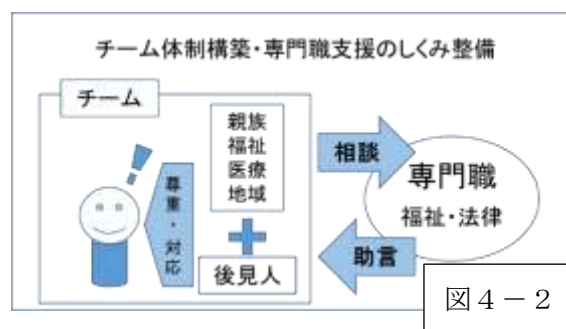 チーム体制構築・専門職支援のしくみ整備
チーム
親族
福祉
医療
地域
尊重・対応
後見人
相談
専門職
福祉・法律
助言
図４－２